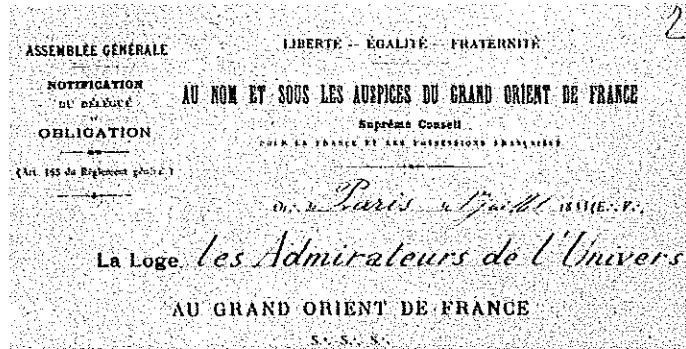 2
ASSEMBLÉE GÉNÉRALE
NOTIFICATION
DU DÉLÉGUÉ
OBLIGATION
(Art. 165 du Règlement général)
LIBERTÉ — ÉGALITÉ — FRATERNITÉ
AU NOM ET SOUS LES AUSPICES DU GRAND ORIENT DE FRANCE
Suprême Conseil
POUR LA FRANCE ET LES POSSESSIONS FRANÇAISES
Paris
La Loge les Admirateurs de l'Univers
AU GRAND ORIENT DE FRANCE
S∴ S∴ S∴